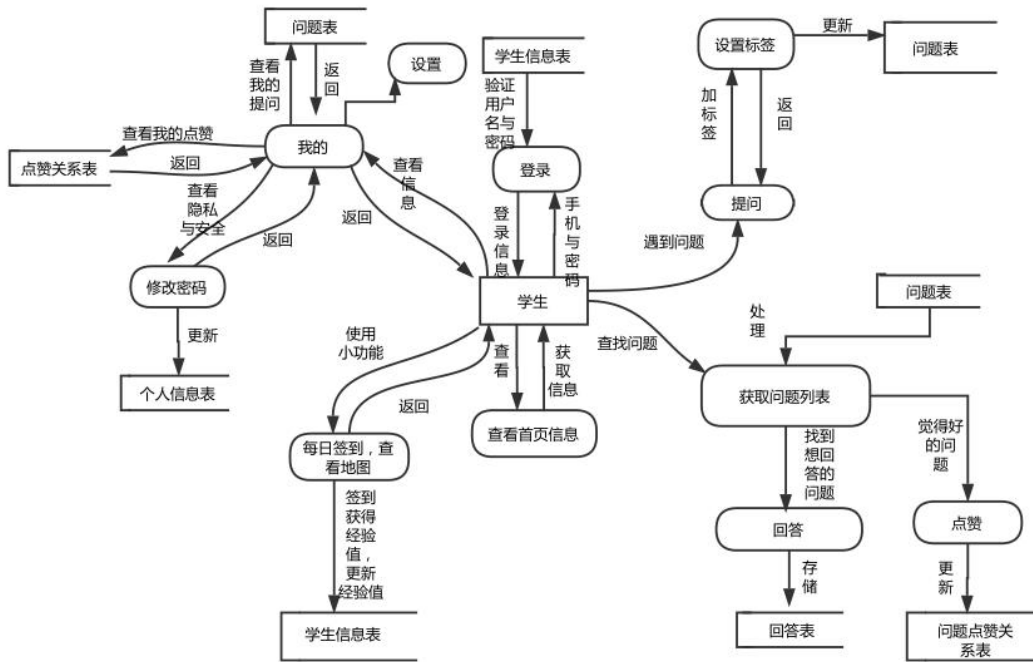 问题表
查看
我的
提问
返
回
设置
学生信息表
验证
用户
名与
密码
设置标签
更新
问题表
加
标
签
返
回
查看我的点赞
我的
点赞关系表
返回
查看
信
息
登录
提问
查看
隐私
与安全
返回
返回
登
录
信
息
手
机
与
密
码
遇到问题
修改密码
学生
问题表
更新
使用
小功能
查
看
获
取
信息
查找问题
处
理
个人信息表
返回
获取问题列表
每日签到，查
看地图
查看首页信息
找到
想回
答的
问题
觉得好
的问
题
签到
获得
经验
值，
更新
经验值
回答
点赞
存
储
更
新
学生信息表
回答表
问题点赞关
系表